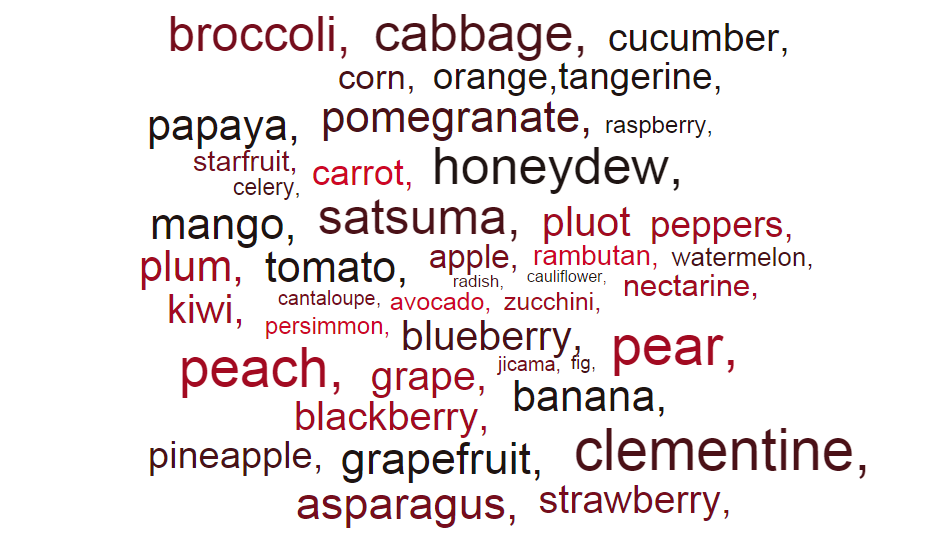 broccoli, cabbage, cucumber,
corn, orange,tangerine,
papaya, pomegranate, raspberry,
starfruit, carrot, honeydew,
celery,
mango, satsuma, pluot peppers,
plum, tomato, apple, rambutan, watermelon,
radish, cauliflower, nectarine,
kiwi, cantaloupe, avocado, zucchini,
persimmon, blueberry, pear,
peach, grape, jicama, fig,
blackberry, banana,
pineapple, grapefruit, clementine,
asparagus, strawberry,